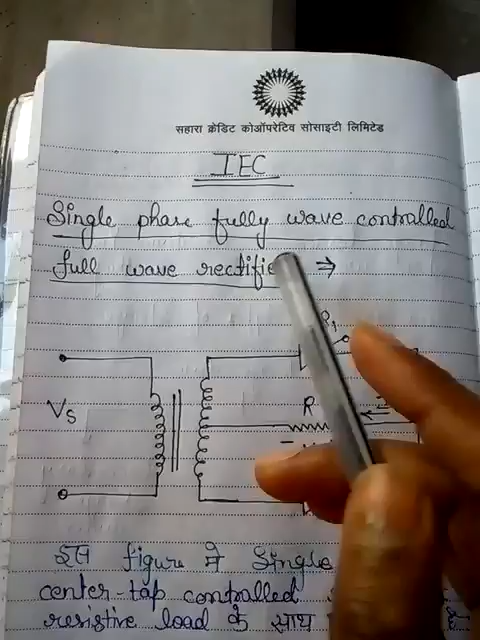 सहारा क्रेडिट कोऑपरेटिव सोसाइटी लिमिटेड
IEC
Single phase fully wave controlled
full wave rectifie ⇒
Vs
R
इस figure मे Single
center-tap controlled
resistive load के साथ